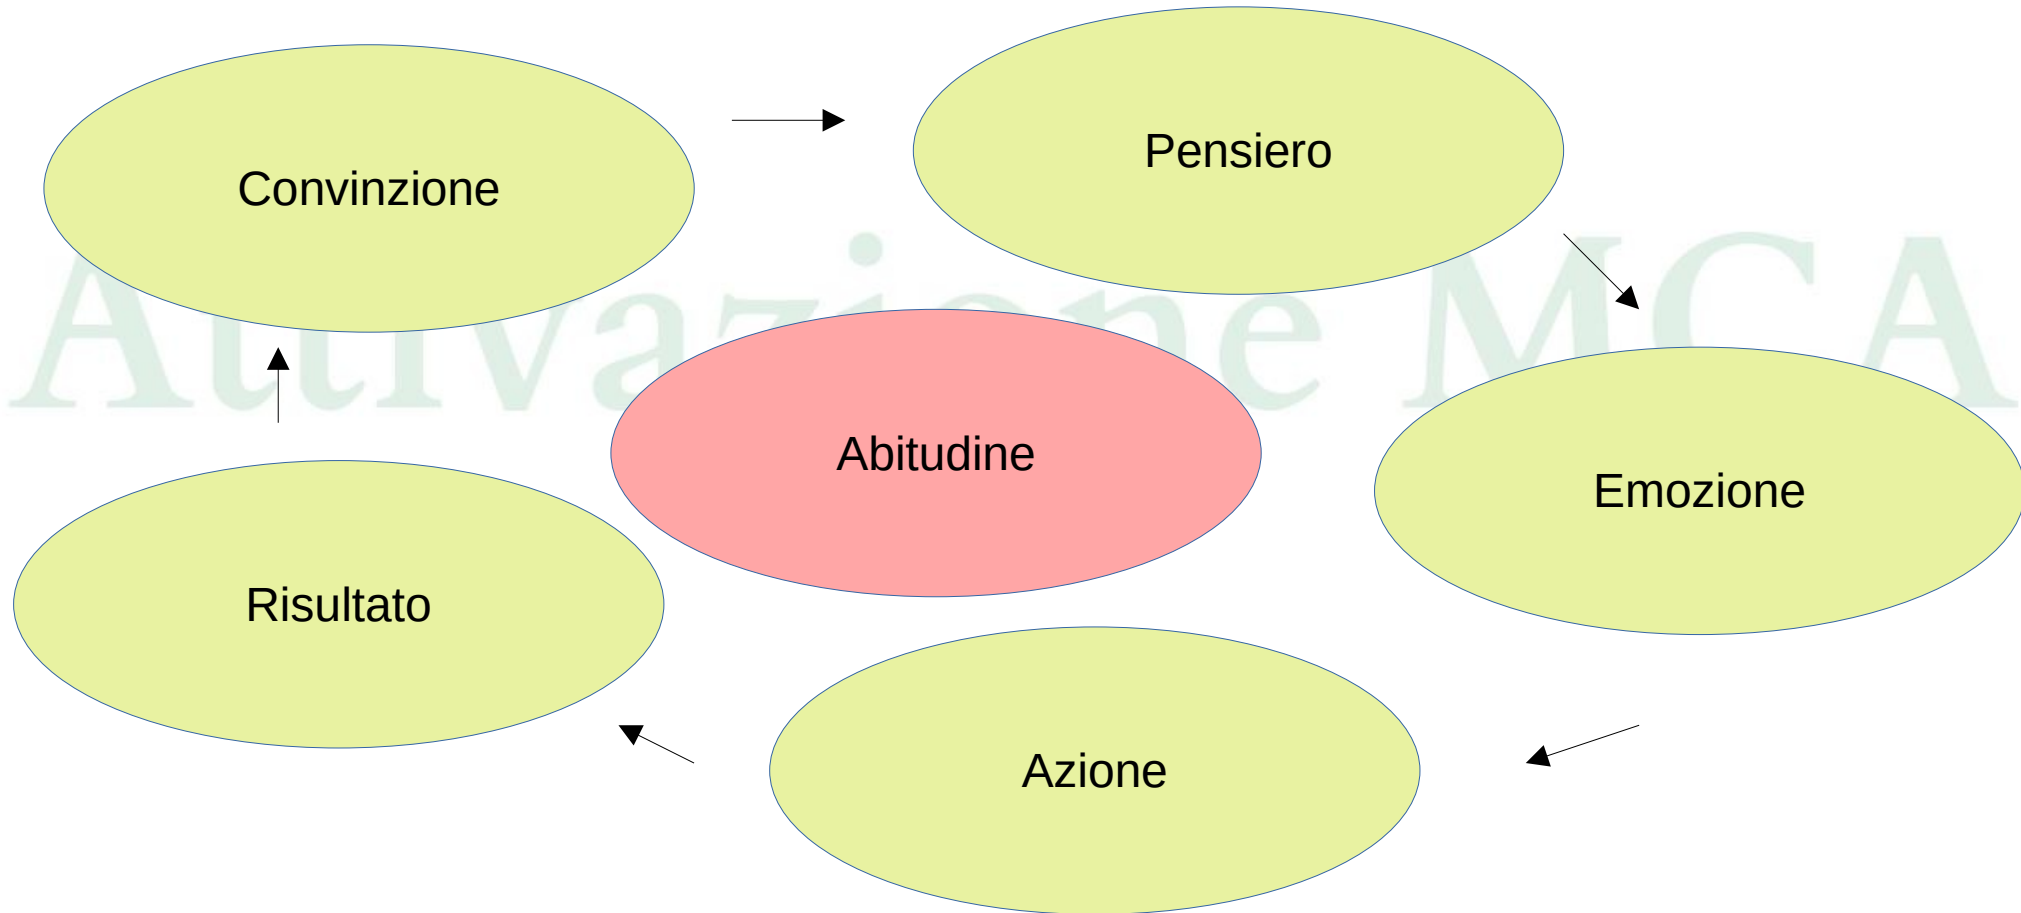 Convinzione
Pensiero
Attivazione MCA
Abitudine
Emozione
Risultato
Azione